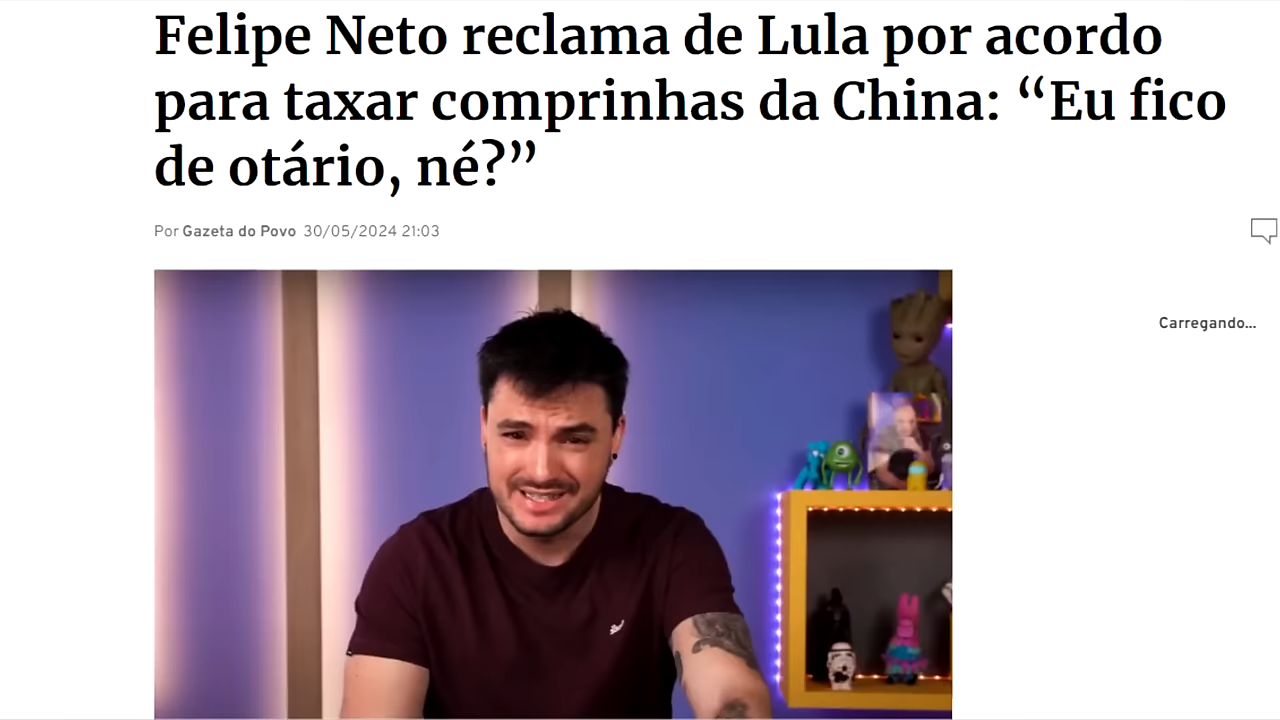 Felipe Neto reclama de Lula por acordo
para taxar comprinhas da China: “Eu fico
de otário, né?”
Por Gazeta do Povo 30/05/2024 21:03
Carregando...